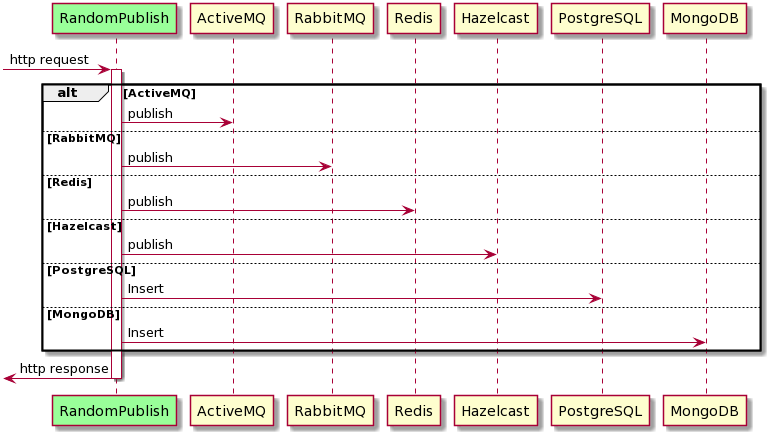 RandomPublish ActiveMQ RabbitMQ Redis Hazelcast PostgreSQL MongoDB
http request
alt [ActiveMQ]
publish
[RabbitMQ]
publish
[Redis]
publish
[Hazelcast]
publish
[PostgreSQL]
Insert
[MongoDB]
Insert
http response
RandomPublish ActiveMQ RabbitMQ Redis Hazelcast PostgreSQL MongoDB